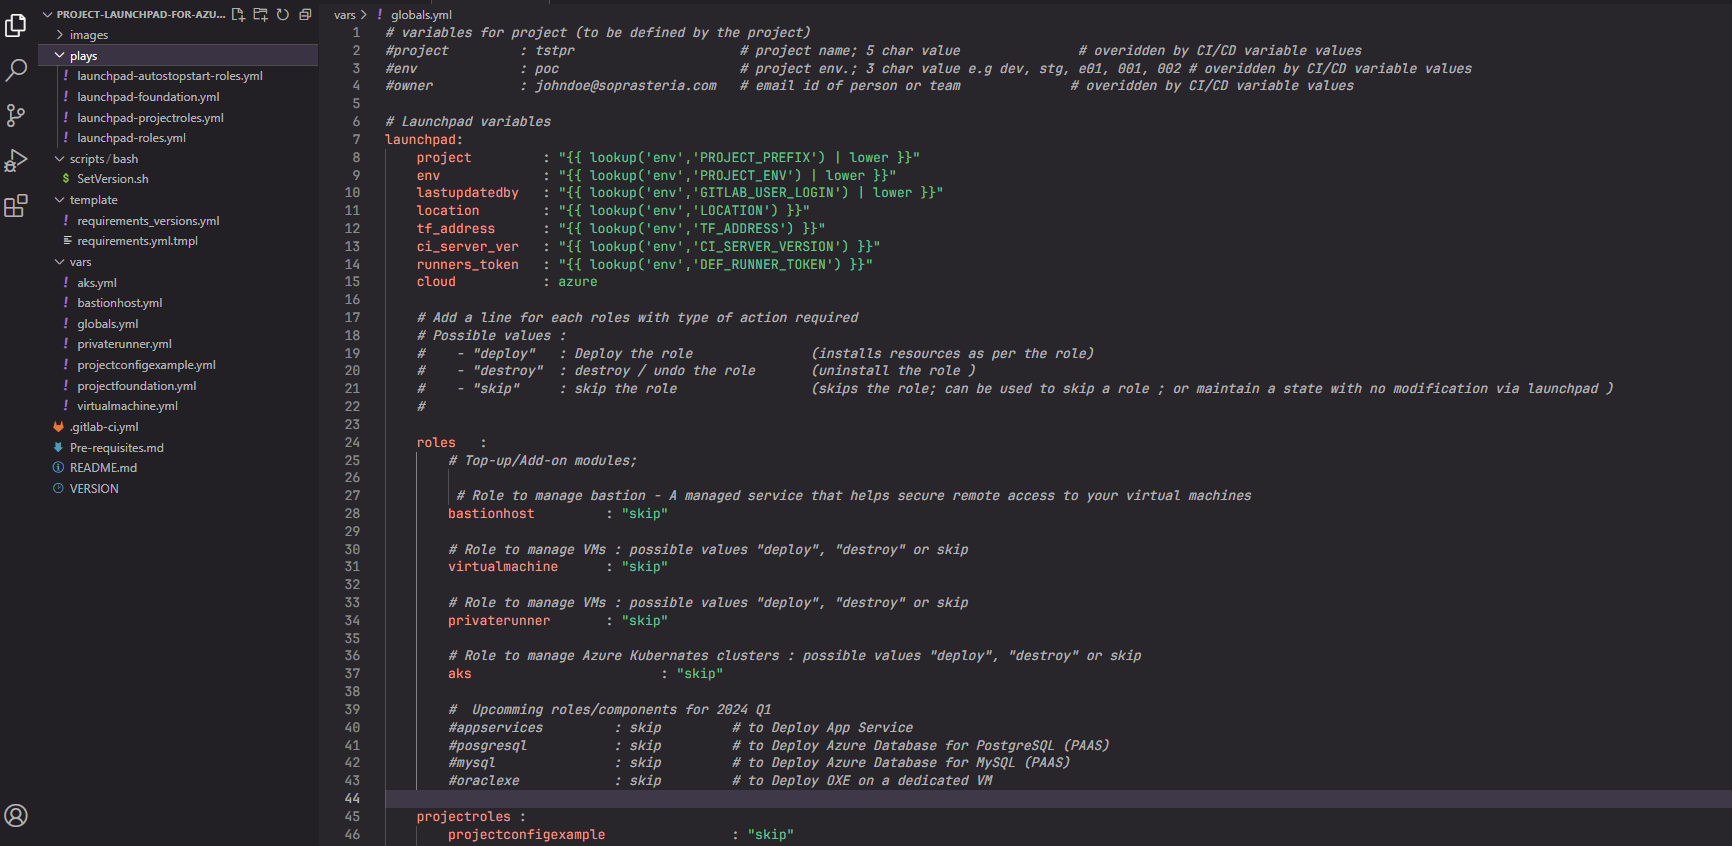 PROJECT-LAUNCHPAD-FOR-AZU...
images
plays
launchpad-autostopstart-roles.yml
launchpad-foundation.yml
launchpad-projectroles.yml
launchpad-roles.yml
scripts / bash
SetVersion.sh
template
requirements_versions.yml
requirements.yml.tmpl
vars
aks.yml
bastionhost.yml
globals.yml
privaterunner.yml
projectconfigexample.yml
projectfoundation.yml
virtualmachine.yml
.gitlab-ci.yml
Pre-requisites.md
README.md
VERSION
vars > ! globals.yml
1 # variables for project (to be defined by the project)
2 #project : tstpr # project name; 5 char value # overidden by CI/CD variable values
3 #env : poc # project env.; 3 char value e.g dev, stg, e01, 001, 002 # overidden by CI/CD variable values
4 #owner : johndoe@soprasteria.com # email id of person or team # overidden by CI/CD variable values
5
6 # Launchpad variables
7 launchpad:
8 project : "{{ lookup('env','PROJECT_PREFIX') | lower }}"
9 env : "{{ lookup('env','PROJECT_ENV') | lower }}"
10 lastupdatedby : "{{ lookup('env','GITLAB_USER_LOGIN') | lower }}"
11 location : "{{ lookup('env','LOCATION') }}"
12 tf_address : "{{ lookup('env','TF_ADDRESS') }}"
13 ci_server_ver : "{{ lookup('env','CI_SERVER_VERSION') }}"
14 runners_token : "{{ lookup('env','DEF_RUNNER_TOKEN') }}"
15 cloud : azure
16
17 # Add a line for each roles with type of action required
18 # Possible values :
19 # - "deploy" : Deploy the role (installs resources as per the role)
20 # - "destroy" : destroy / undo the role (uninstall the role )
21 # - "skip" : skip the role (skips the role; can be used to skip a role ; or maintain a state with no modification via launchpad )
22 #
23
24 roles :
25 # Top-up/Add-on modules;
26
27 # Role to manage bastion - A managed service that helps secure remote access to your virtual machines
28 bastionhost : "skip"
29
30 # Role to manage VMs : possible values "deploy", "destroy" or skip
31 virtualmachine : "skip"
32
33 # Role to manage VMs : possible values "deploy", "destroy" or skip
34 privaterunner : "skip"
35
36 # Role to manage Azure Kubernates clusters : possible values "deploy", "destroy" or skip
37 aks : "skip"
38
39 # Upcomming roles/components for 2024 Q1
40 #appservices : skip # to Deploy App Service
41 #posgresql : skip # to Deploy Azure Database for PostgreSQL (PAAS)
42 #mysql : skip # to Deploy Azure Database for MySQL (PAAS)
43 #oraclexe : skip # to Deploy OXE on a dedicated VM
44
45 projectroles :
46 projectconfigexample : "skip"